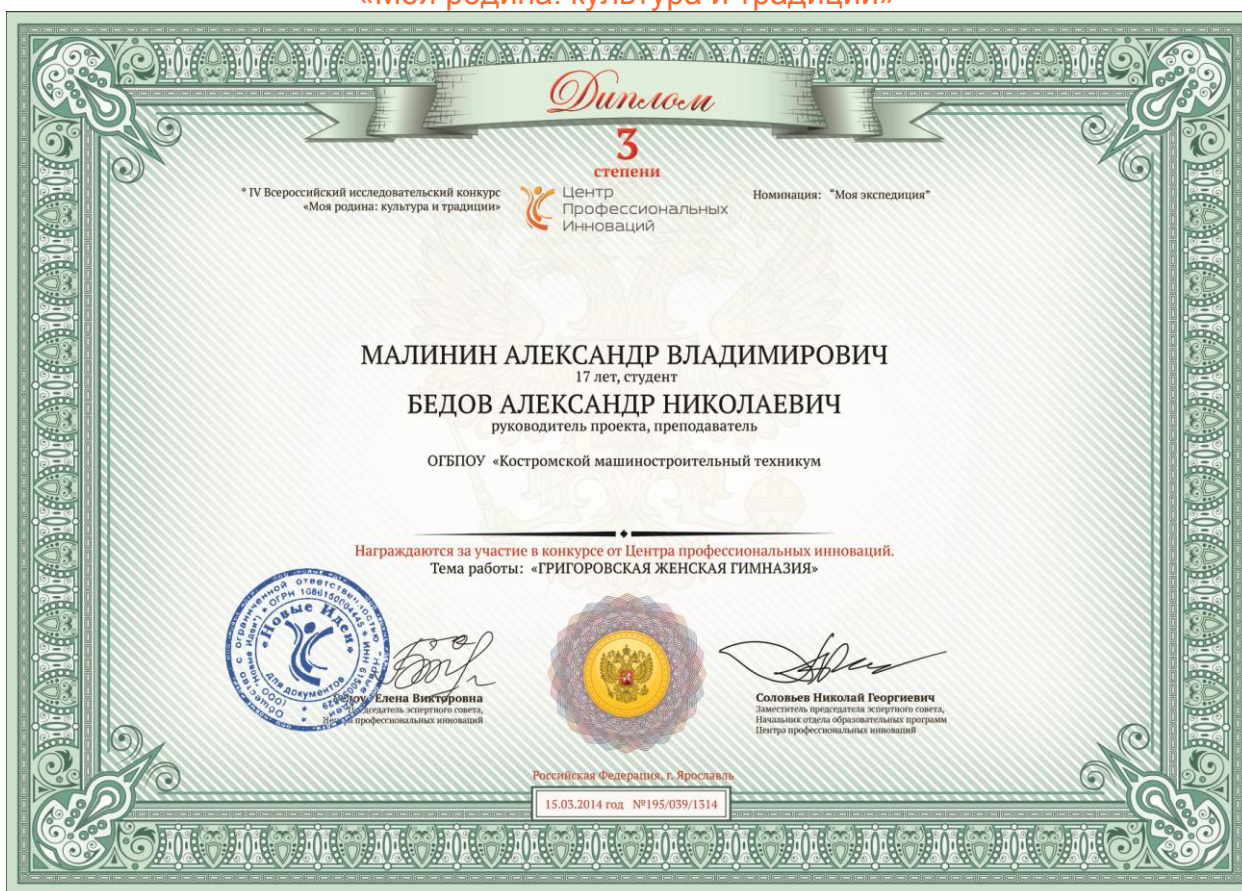 «Моя родина: культура и традиции»
Диплом
3
степени
* IV Всероссийский исследовательский конкурс
«Моя родина: культура и традиции»
Центр
Профессиональных
Инноваций
Номинация: "Моя экспедиция"
МАЛИНИН АЛЕКСАНДР ВЛАДИМИРОВИЧ
17 лет, студент
БЕДОВ АЛЕКСАНДР НИКОЛАЕВИЧ
руководитель проекта, преподаватель
ОГБПОУ «Костромской машиностроительный техникум
Награждаются за участие в конкурсе от Центра профессиональных инноваций.
Тема работы: «ГРИГОРОВСКАЯ ЖЕНСКАЯ ГИМНАЗИЯ»
«Новые Идеи»
для документов
Елена Викторовна
эспертного совета,
профессиональных инноваций
Соловьев Николай Георгиевич
Заместитель председателя эспертного совета,
Начальник отдела образовательных программ
Центра профессиональных инноваций
Российская Федерация, г. Ярославль
15.03.2014 год №195/039/1314